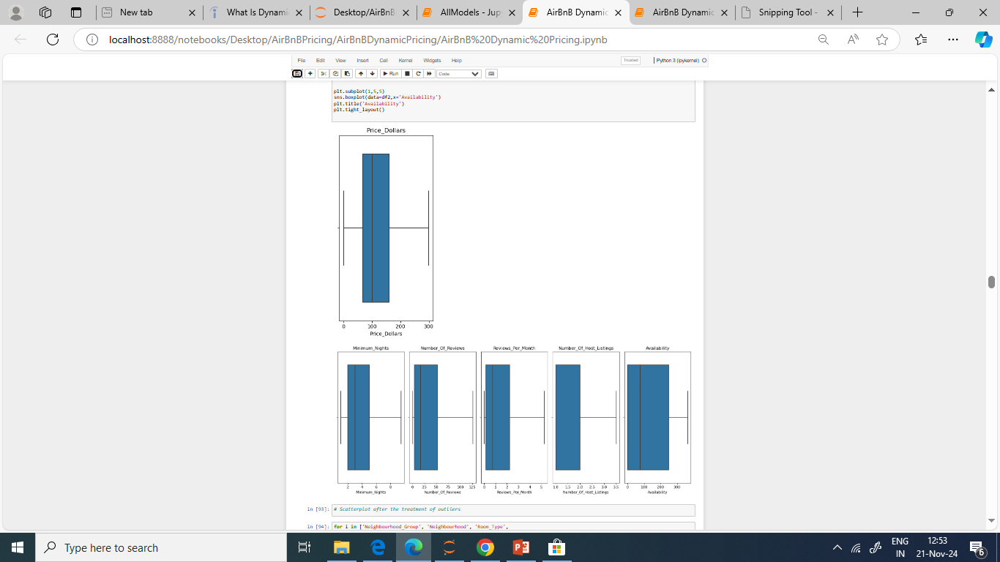 New tab
What Is Dynami
Desktop/AirBnB
AllModels - Jup
AirBnB Dynamic
AirBnB Dynamic
Snipping Tool -
localhost:8888/notebooks/Desktop/AirBnBPricing/AirBnBDynamicPricing/AirBnB%20Dynamic%20Pricing.ipynb
File Edit View Insert Cell Kernel Widgets Help Trusted Python 3 (ipykernel)
Run Code
plt.subplot(1,5,5)
sns.boxplot(data=df2,x='Availability')
plt.title('Availability')
plt.tight_layout()
Price_Dollars
0 100 200 300
Price_Dollars
Minimum_Nights Number_Of_Reviews Reviews_Per_Month Number_Of_Host_Listings Availability
2 4 6 8 0 25 50 75 100 125 0 1 2 3 4 5 1.0 1.5 2.0 2.5 3.0 3.5 0 100 200 300
Minimum_Nights Number_Of_Reviews Reviews_Per_Month Number_Of_Host_Listings Availability
In [93]: # Scatterplot after the treatment of outliers
In [94]: for i in ['Neighbourhood_Group', 'Neighbourhood', 'Room_Type',
Type here to search
ENG 12:53
IN 21-Nov-24 6